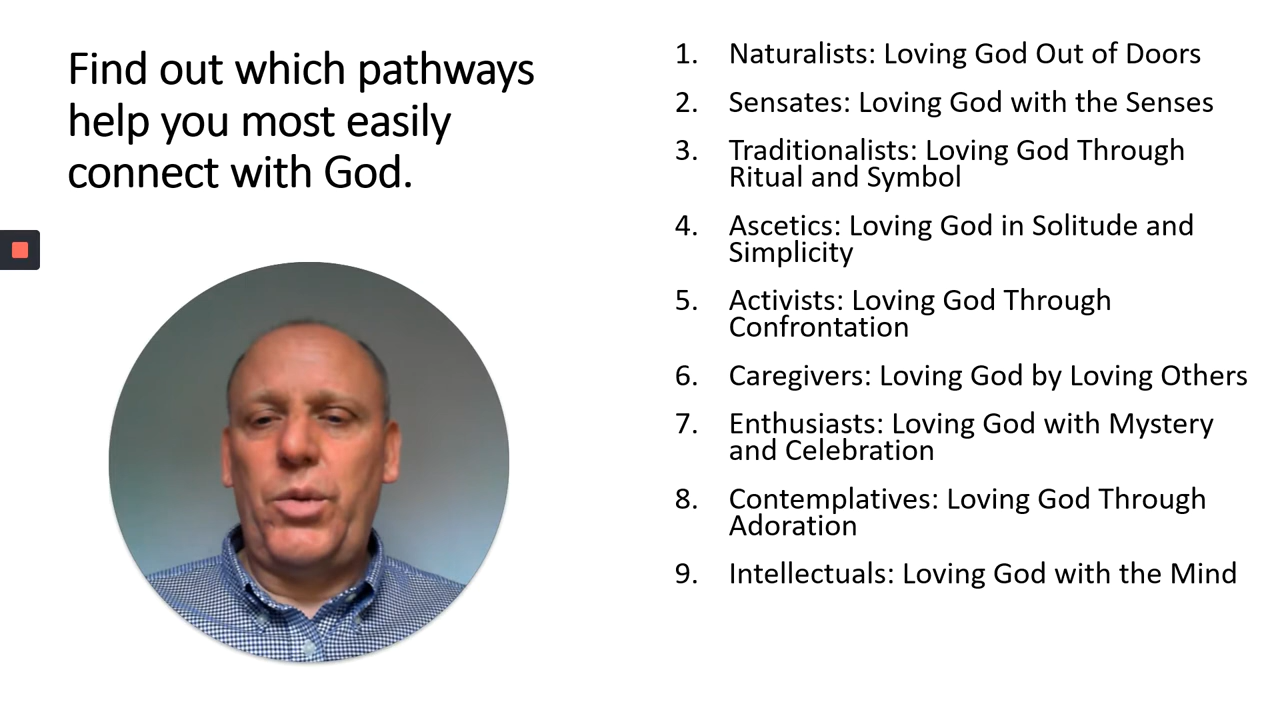 Find out which pathways
help you most easily
connect with God.
1. Naturalists: Loving God Out of Doors
2. Sensates: Loving God with the Senses
3. Traditionalists: Loving God Through
Ritual and Symbol
4. Ascetics: Loving God in Solitude and
Simplicity
5. Activists: Loving God Through
Confrontation
6. Caregivers: Loving God by Loving Others
7. Enthusiasts: Loving God with Mystery
and Celebration
8. Contemplatives: Loving God Through
Adoration
9. Intellectuals: Loving God with the Mind